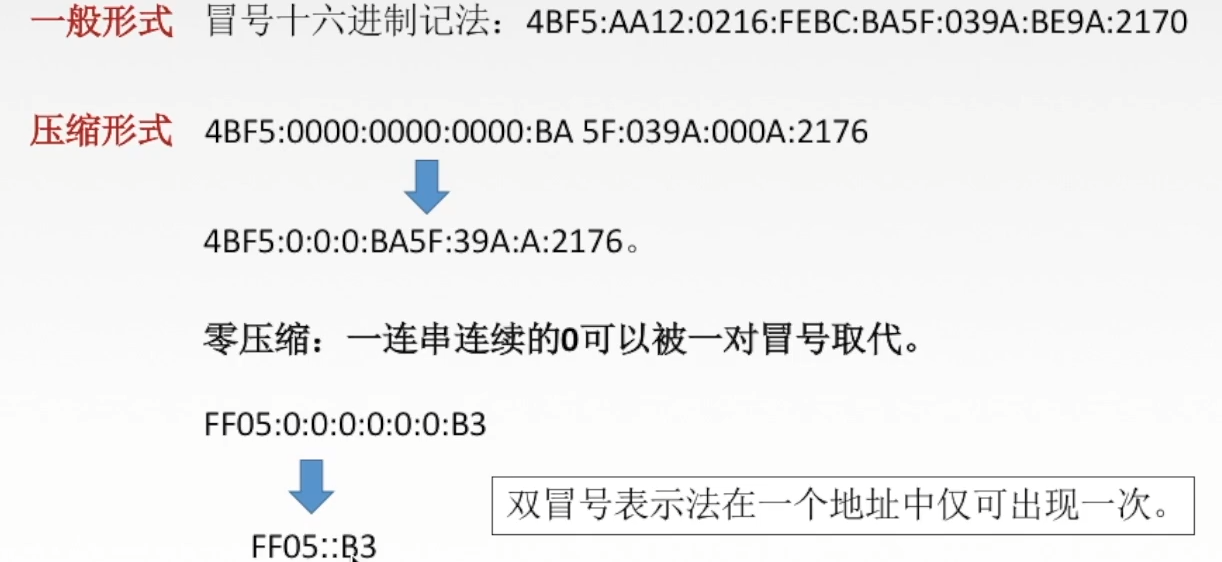 一般形式 冒号十六进制记法：4BF5:AA12:0216:FEBC:BA5F:039A:BE9A:2170
压缩形式 4BF5:0000:0000:0000:BA 5F:039A:000A:2176
4BF5:0:0:0:BA5F:39A:A:2176。
零压缩：一连串连续的0可以被一对冒号取代。
FF05:0:0:0:0:0:0:B3
双冒号表示法在一个地址中仅可出现一次。
FF05::B3